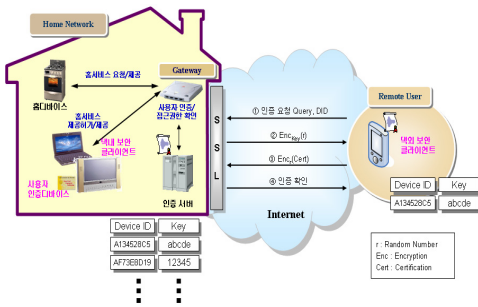 Home Network
Gateway
홈서비스 요청/제공
홈디바이스
사용자 인증/
접근권한 확인
홈서비스
제공허가/제공
댁내 보안
클라이언트
사용자
인증디바이스
인증 서버
S
S
L
① 인증 요청 Query, DID
② EncKey(r)
③ Encr(Cert)
④ 인증 확인
Internet
Remote User
댁외 보안
클라이언트
Device ID Key
A134528C5 abcde
Device ID Key
A134528C5 abcde
AF73E8D19 12345
r : Random Number
Enc : Encryption
Cert : Certification